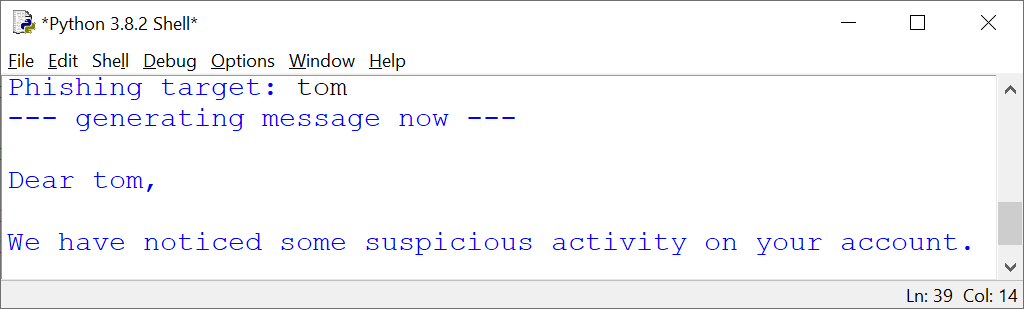 *Python 3.8.2 Shell*
File Edit Shell Debug Options Window Help
Phishing target: tom
--- generating message now ---
Dear tom,
We have noticed some suspicious activity on your account.
Ln: 39 Col: 14